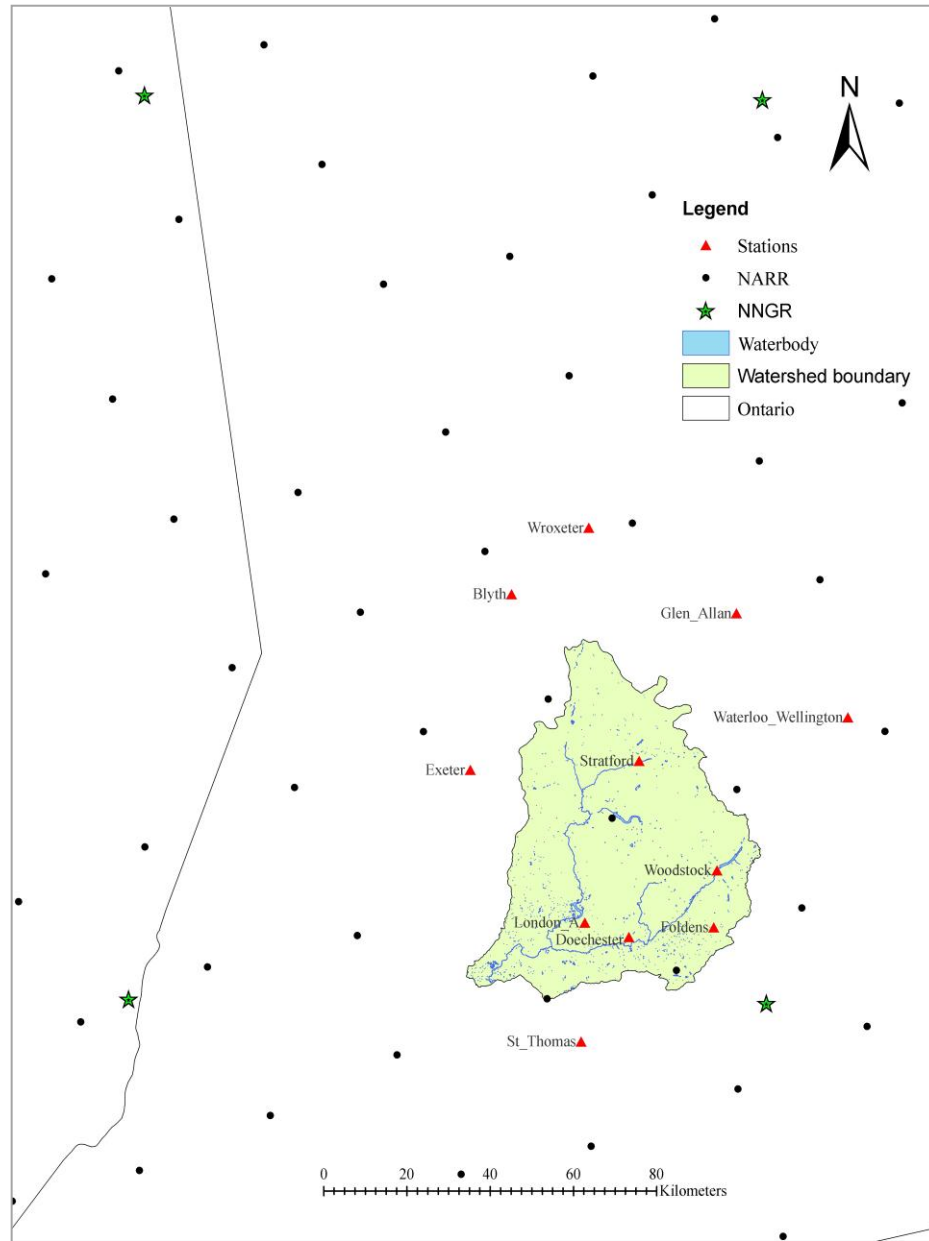 N
Legend
Stations
NARR
NNGR
Waterbody
Watershed boundary
Ontario
Wroxeter
Blyth
Glen_Allan
Waterloo_Wellington
Stratford
Exeter
Woodstock
London_A
Foldens
Doechester
St_Thomas
0 20 40 60 80
Kilometers